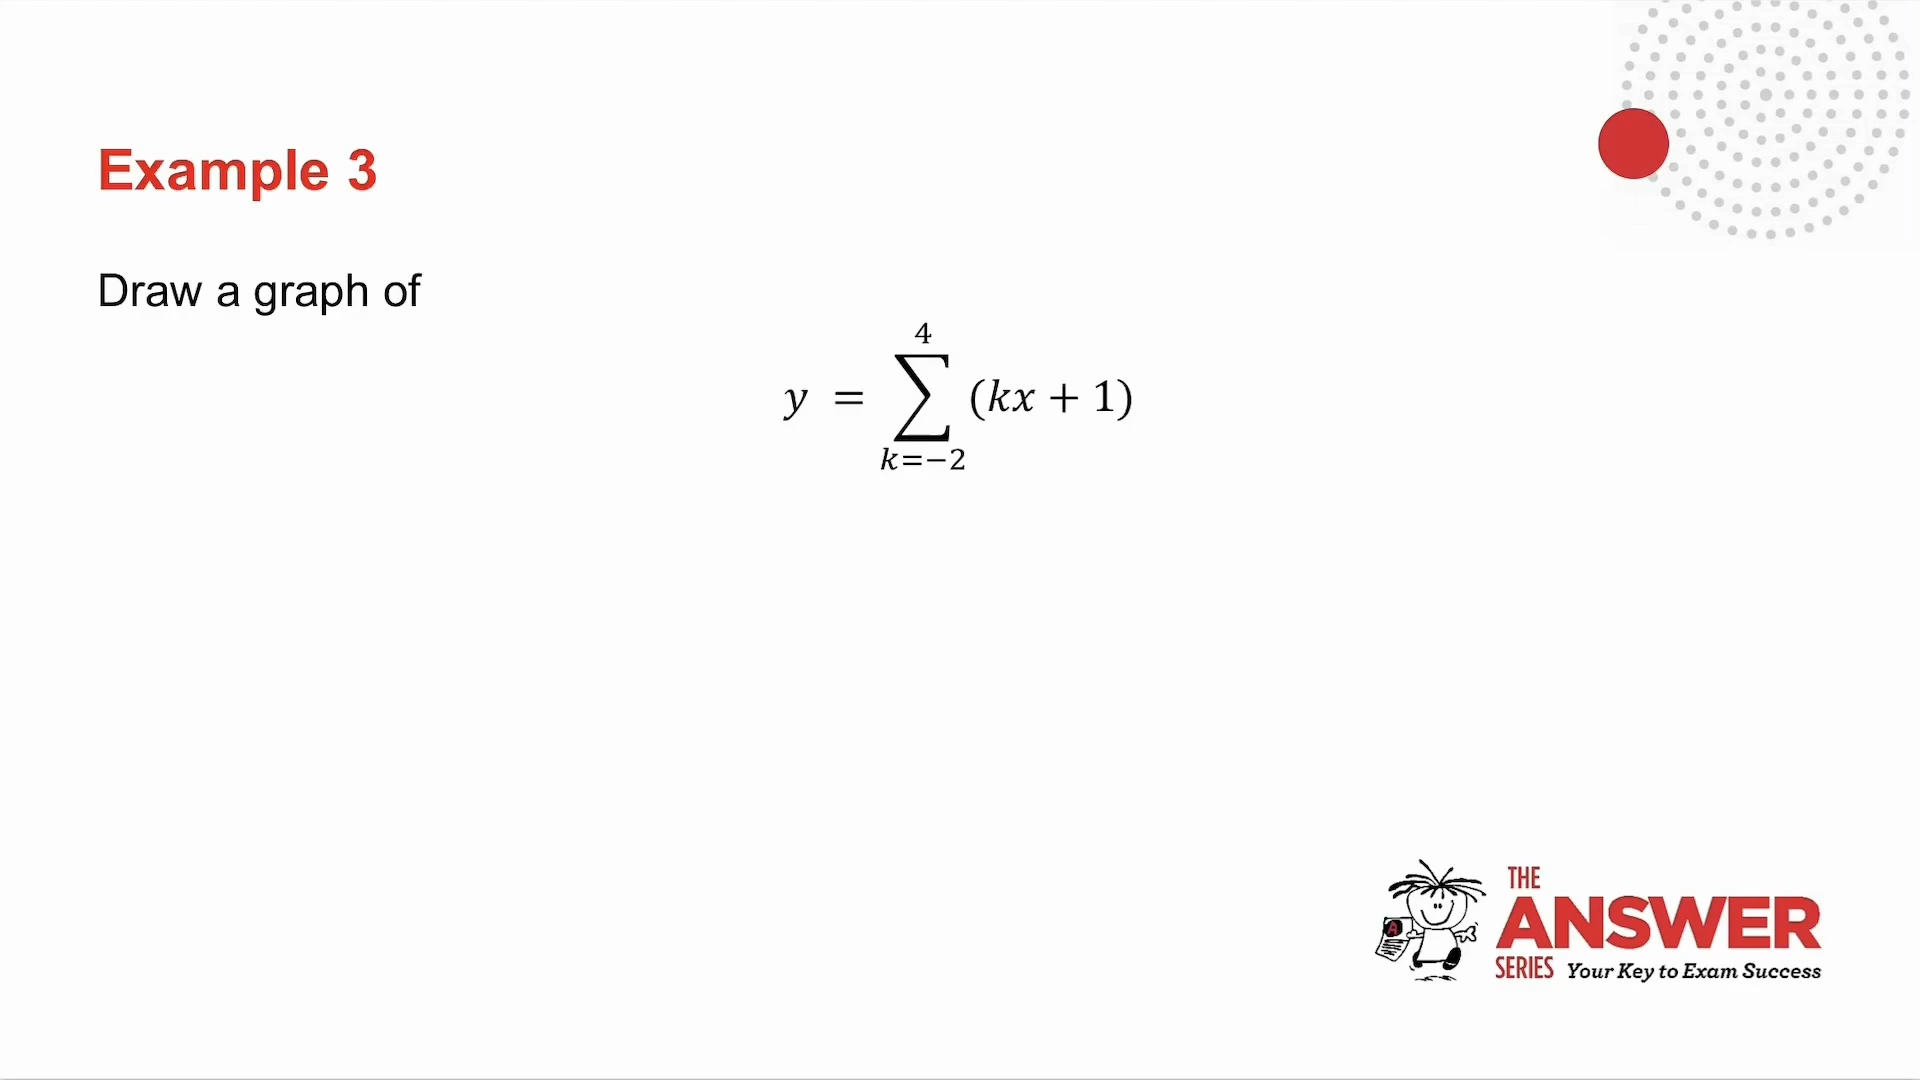 Example 3
Draw a graph of
4
y = ∑ (kx + 1)
k=−2
A
THE
ANSWER
SERIES Your Key to Exam Success